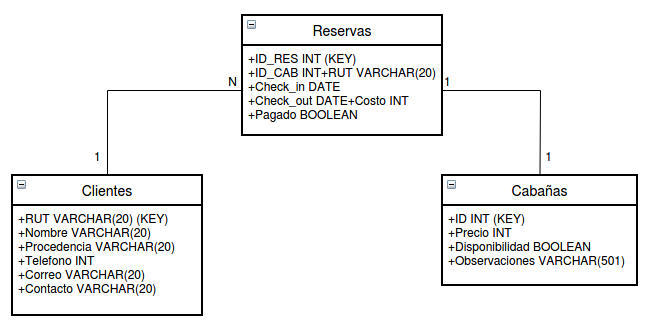 Reservas
+ID_RES INT (KEY)
+ID_CAB INT+RUT VARCHAR(20)
+Check_in DATE
+Check_out DATE+Costo INT
+Pagado BOOLEAN
N
1
1
1
Clientes
+RUT VARCHAR(20) (KEY)
+Nombre VARCHAR(20)
+Procedencia VARCHAR(20)
+Telefono INT
+Correo VARCHAR(20)
+Contacto VARCHAR(20)
Cabañas
+ID INT (KEY)
+Precio INT
+Disponibilidad BOOLEAN
+Observaciones VARCHAR(501)